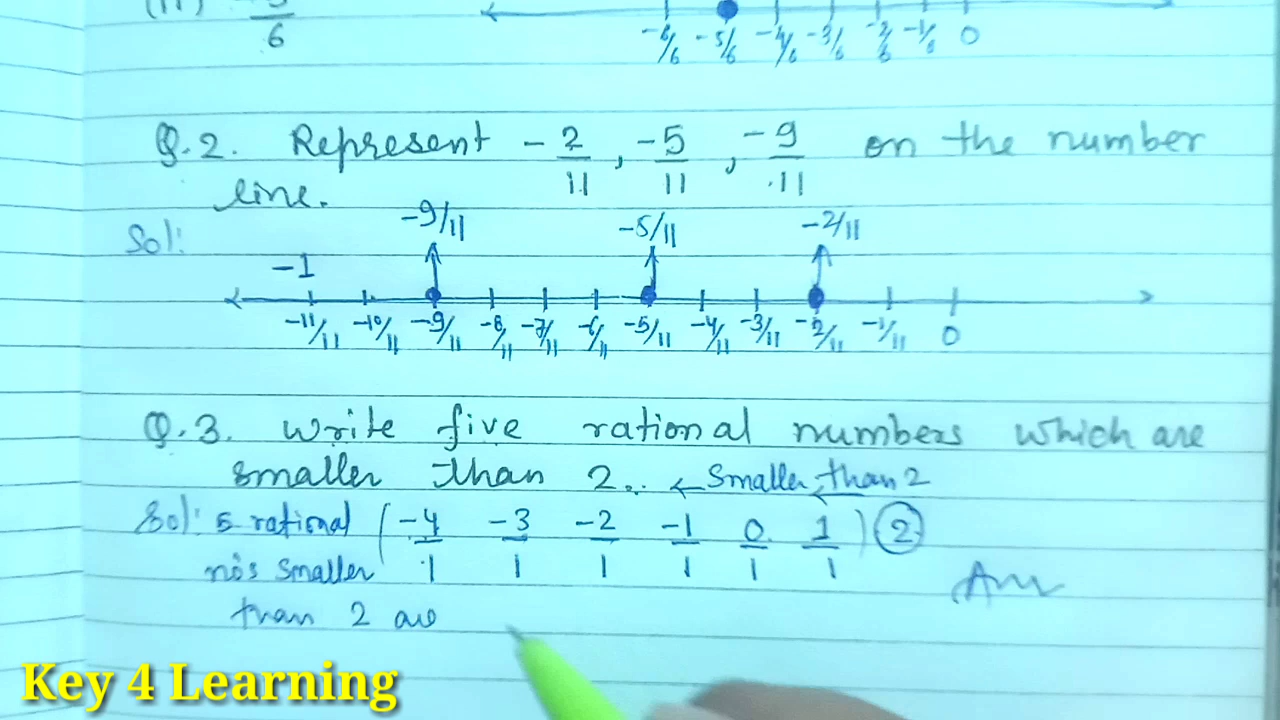 (ii) -5/6
-6/6 -5/6 -4/6 -3/6 -2/6 -1/6 0
Q.2. Represent -2/11, -5/11, -9/11 on the number
line.
-9/11 -5/11 -2/11
Sol:
-1
-11/11 -10/11 -9/11 -8/11 -7/11 -6/11 -5/11 -4/11 -3/11 -2/11 -1/11 0
Q.3. Write five rational numbers which are
smaller than 2. ← Smaller than 2
Sol: 5 rational (-4/1 -3/1 -2/1 -1/1 0/1 1/1) 2
no's smaller Ans
than 2 are
Key 4 Learning